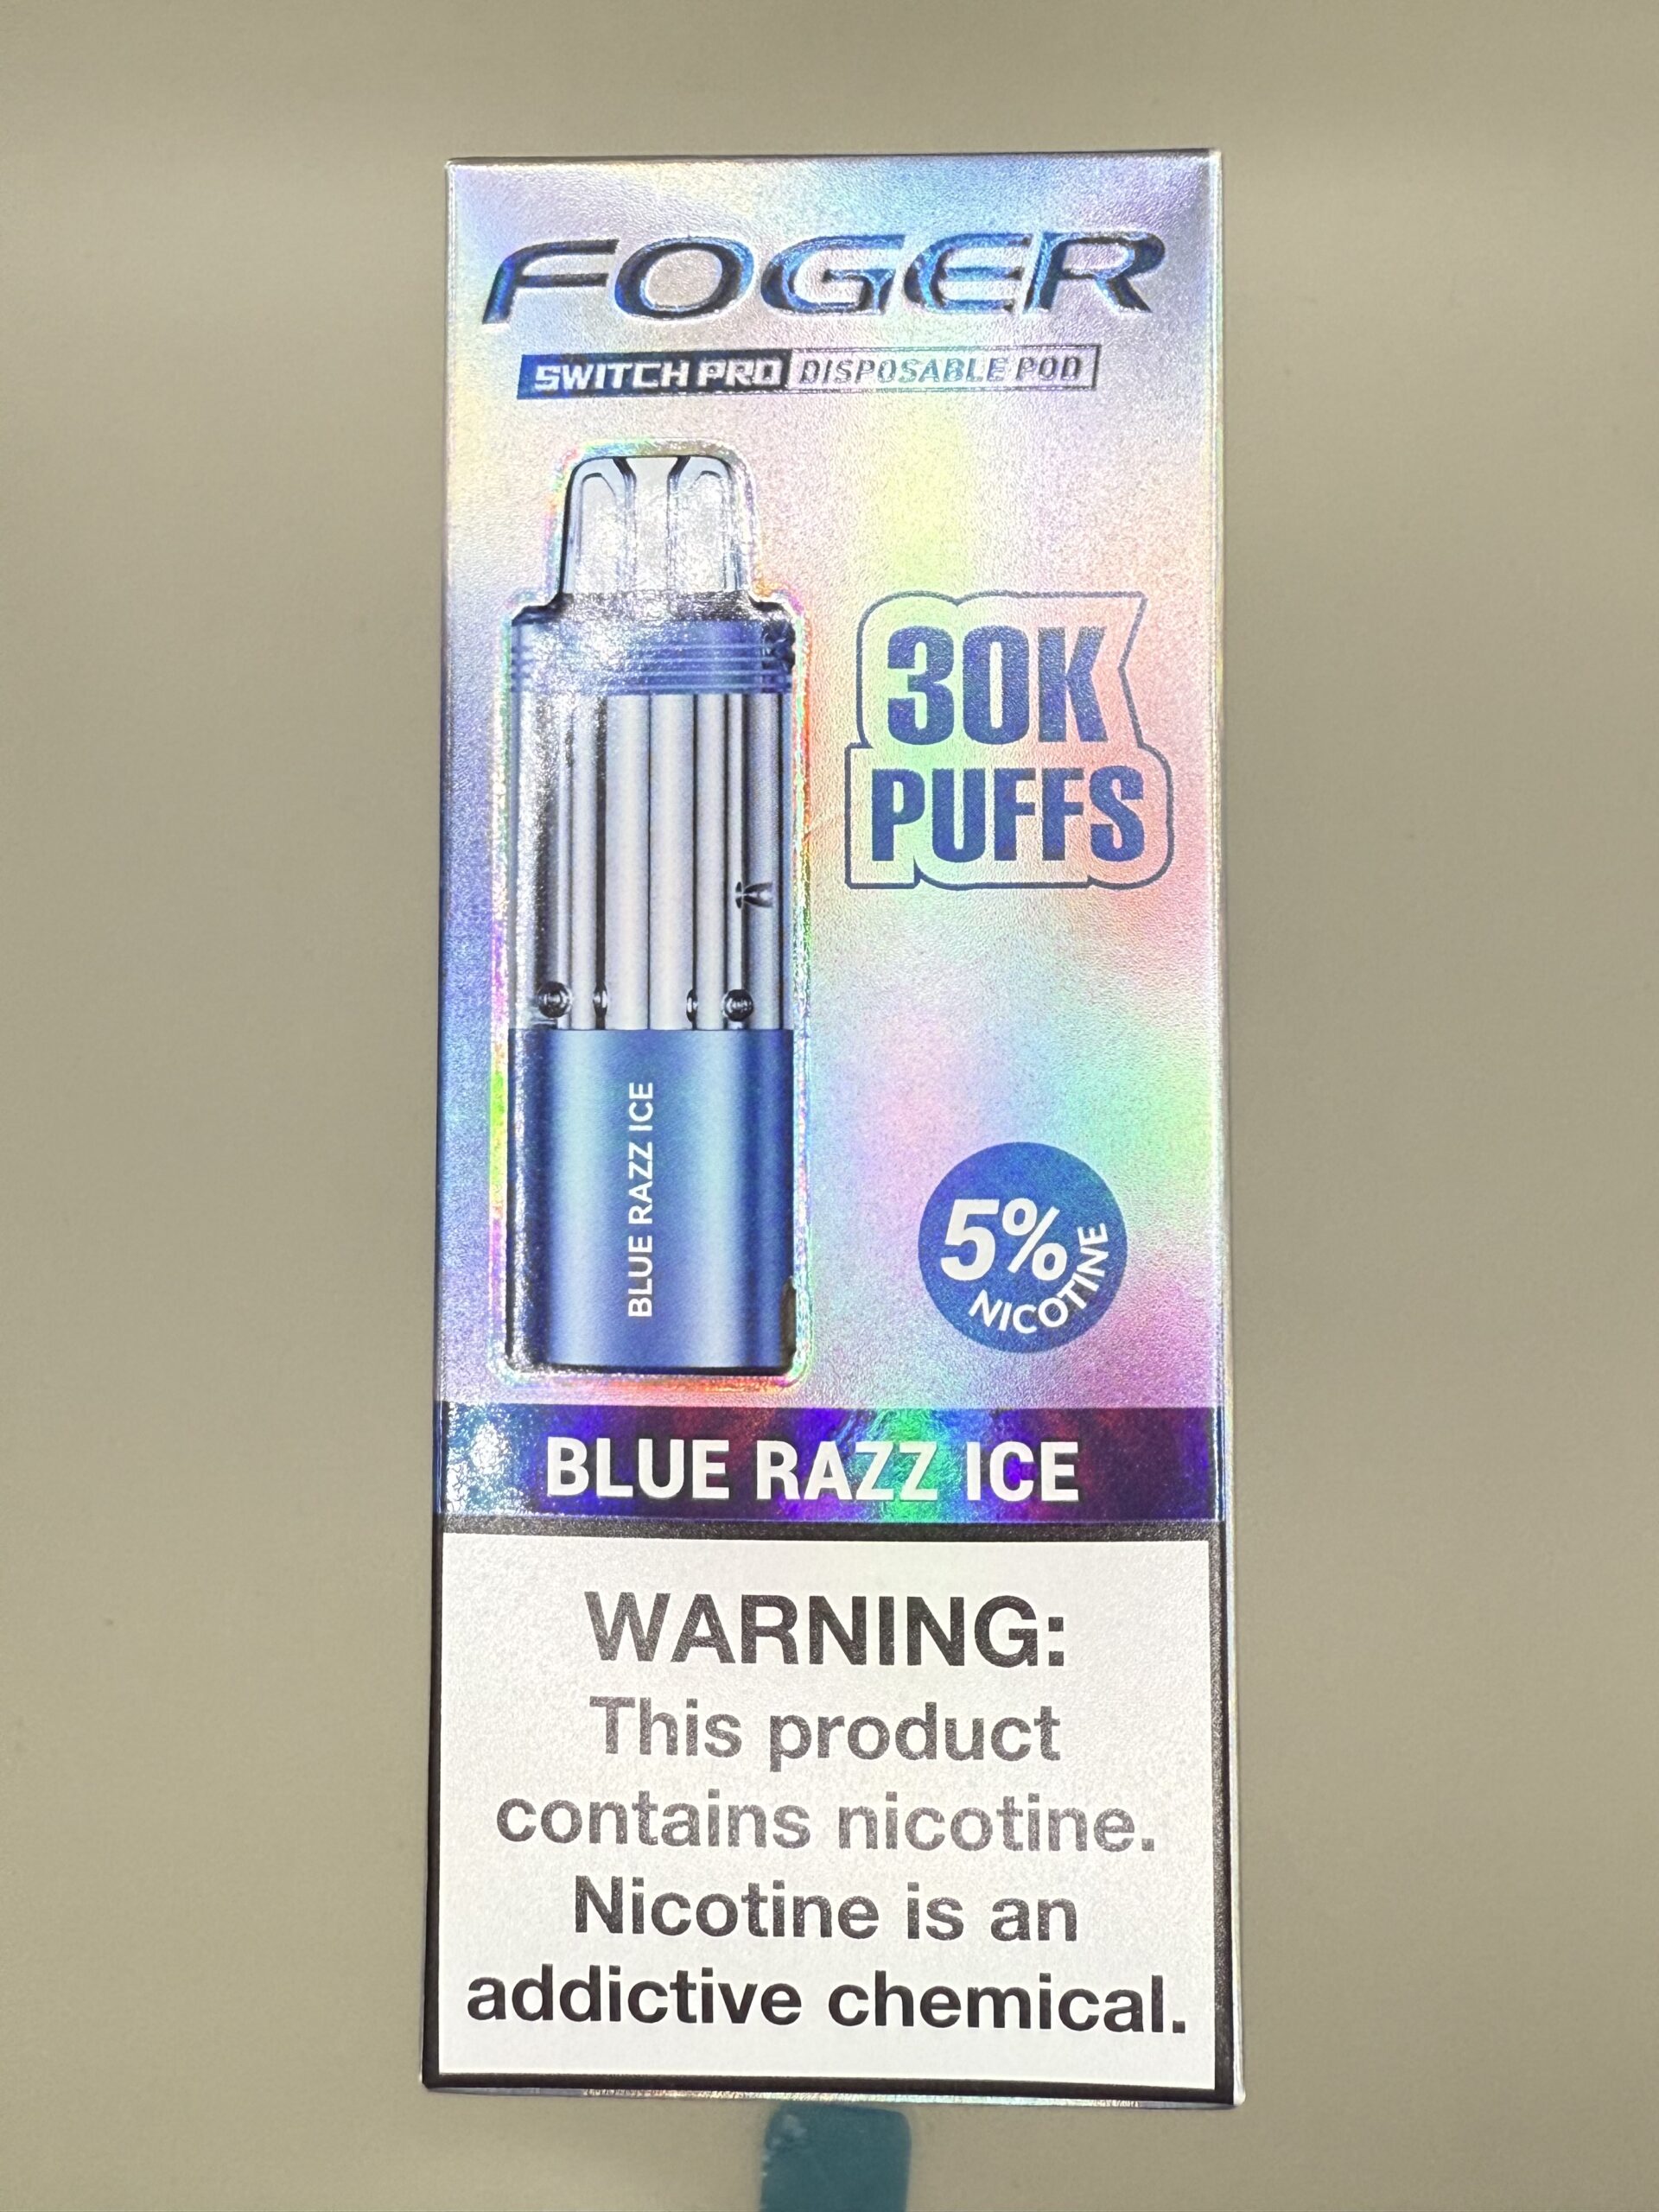 FOGER
SWITCH PRO DISPOSABLE POD
30K
PUFFS
BLUE RAZZ ICE
5%
NICOTINE
BLUE RAZZ ICE
WARNING:
This product
contains nicotine.
Nicotine is an
addictive chemical.